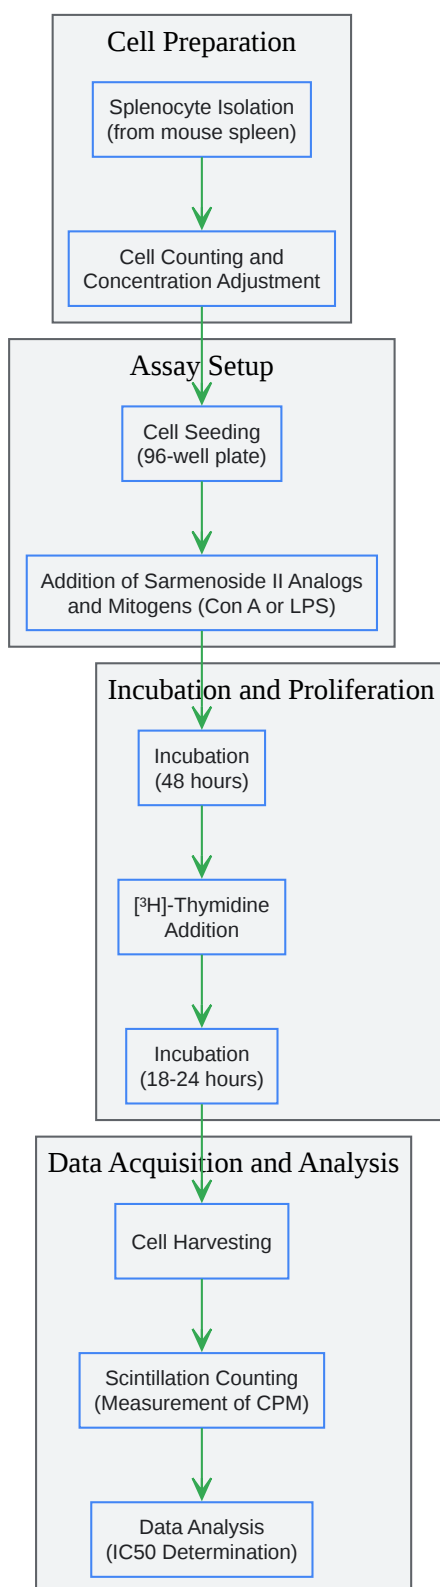 Cell Preparation
Splenocyte Isolation
(from mouse spleen)
Cell Counting and
Concentration Adjustment
Assay Setup
Cell Seeding
(96-well plate)
Addition of Sarmenoside II Analogs
and Mitogens (Con A or LPS)
Incubation and Proliferation
Incubation
(48 hours)
[³H]-Thymidine
Addition
Incubation
(18-24 hours)
Data Acquisition and Analysis
Cell Harvesting
Scintillation Counting
(Measurement of CPM)
Data Analysis
(IC50 Determination)